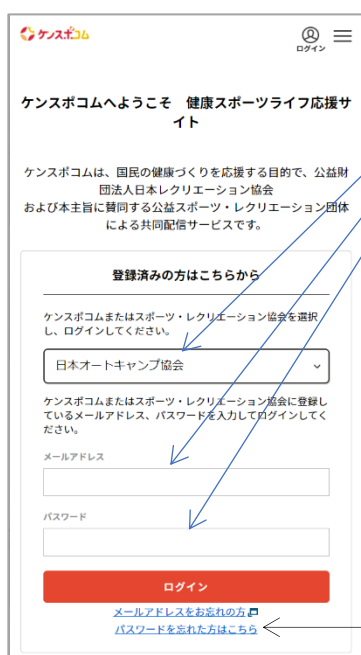 ケンスポコム
ログイン
ケンスポコムへようこそ　健康スポーツライフ応援サ
イト
ケンスポコムは、国民の健康づくりを応援する目的で、公益財
団法人日本レクリエーション協会
および本主旨に賛同する公益スポーツ・レクリエーション団体
による共同配信サービスです。
登録済みの方はこちらから
ケンスポコムまたはスポーツ・レクリエーション協会を選択
し、ログインしてください。
日本オートキャンプ協会
ケンスポコムまたはスポーツ・レクリエーション協会に登録し
ているメールアドレス、パスワードを入力してログインしてく
ださい。
メールアドレス
パスワード
ログイン
メールアドレスをお忘れの方
パスワードを忘れた方はこちら